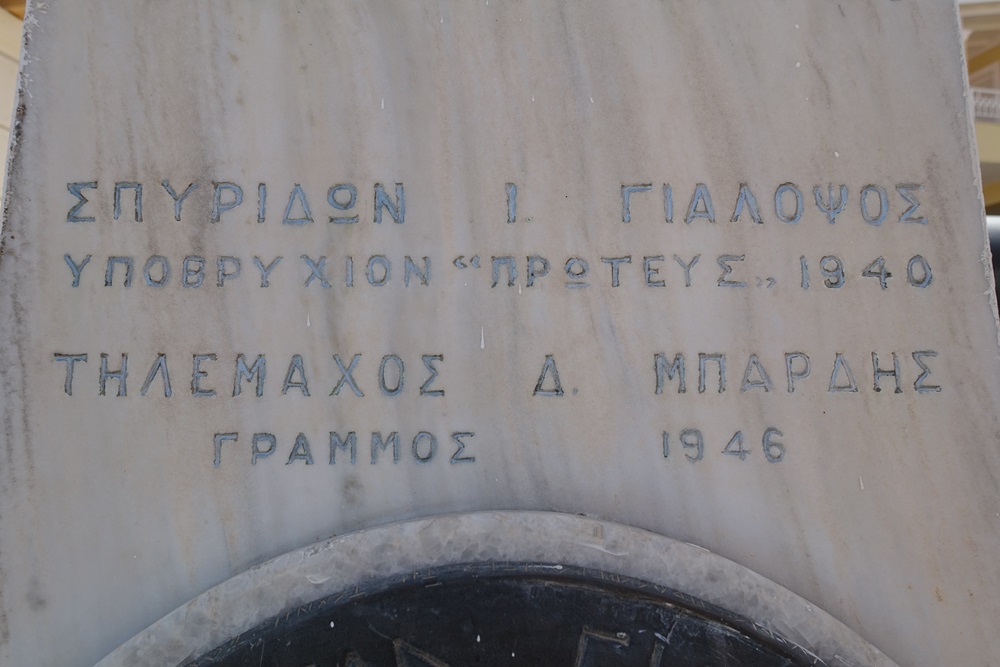 ΣΠΥΡΙΔΩΝ Ι. ΓΙΑΛΟΨΟΣ
ΥΠΟΒΡΥΧΙΟΝ “ΠΡΩΤΕΥΣ„ 1940
ΤΗΛΕΜΑΧΟΣ Δ. ΜΠΑΡΔΗΣ
ΓΡΑΜΜΟΣ 1946